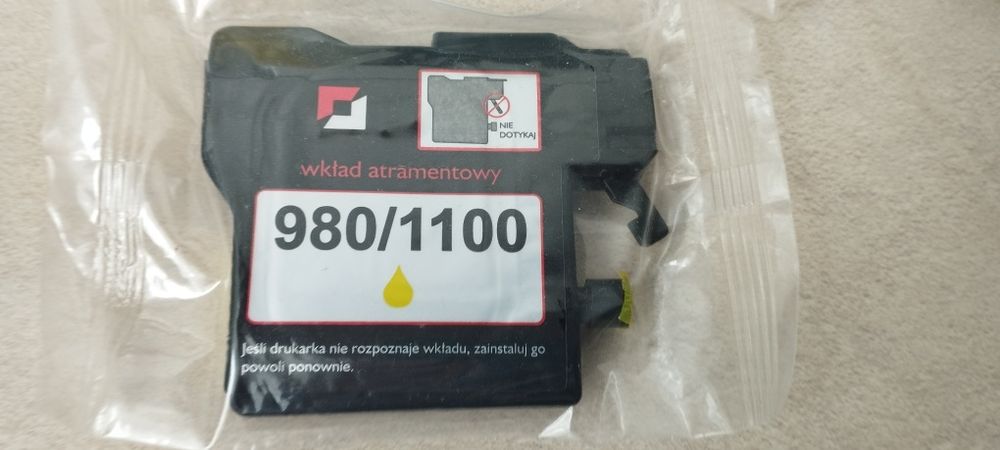 NIE
DOTYKAJ
wkład atramentowy
980/1100
Jeśli drukarka nie rozpoznaje wkładu, zainstaluj go
powoli ponownie.